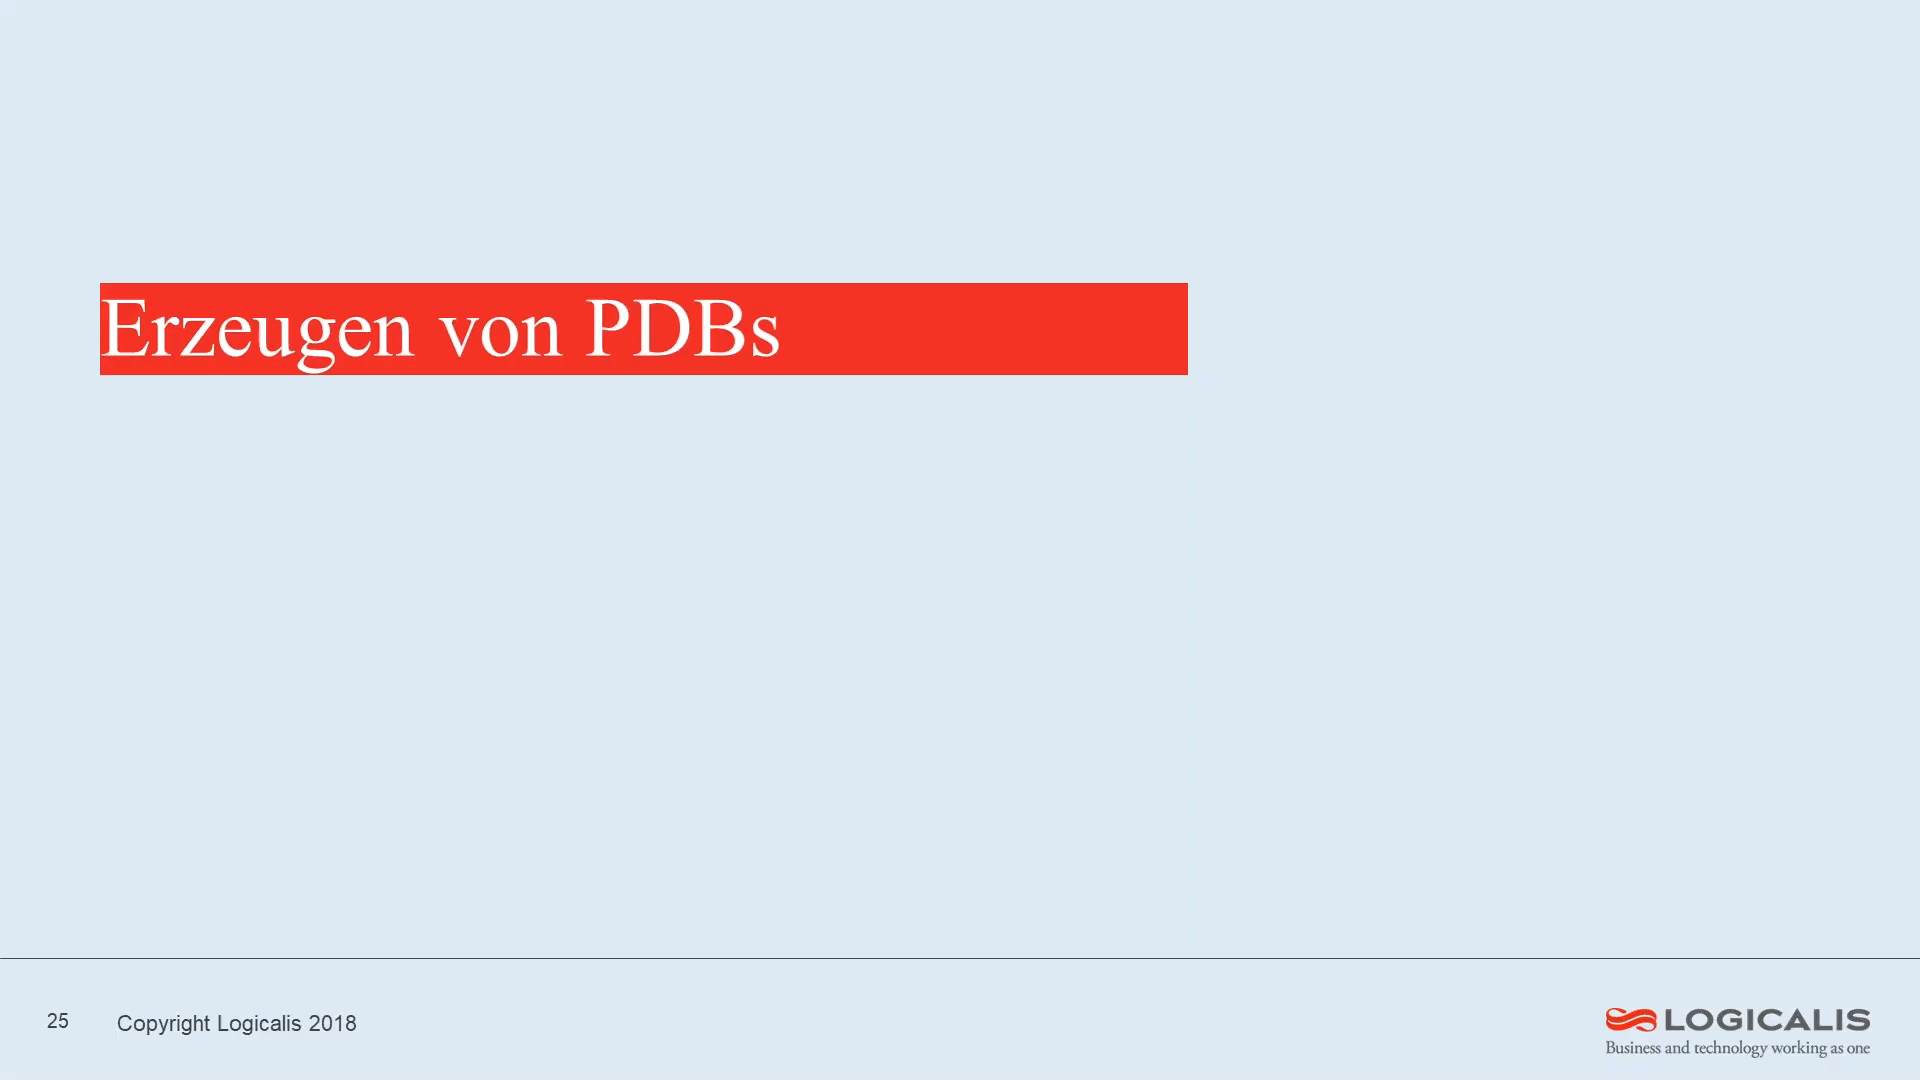 Erzeugen von PDBs
25
Copyright Logicalis 2018
LOGICALIS
Business and technology working as one